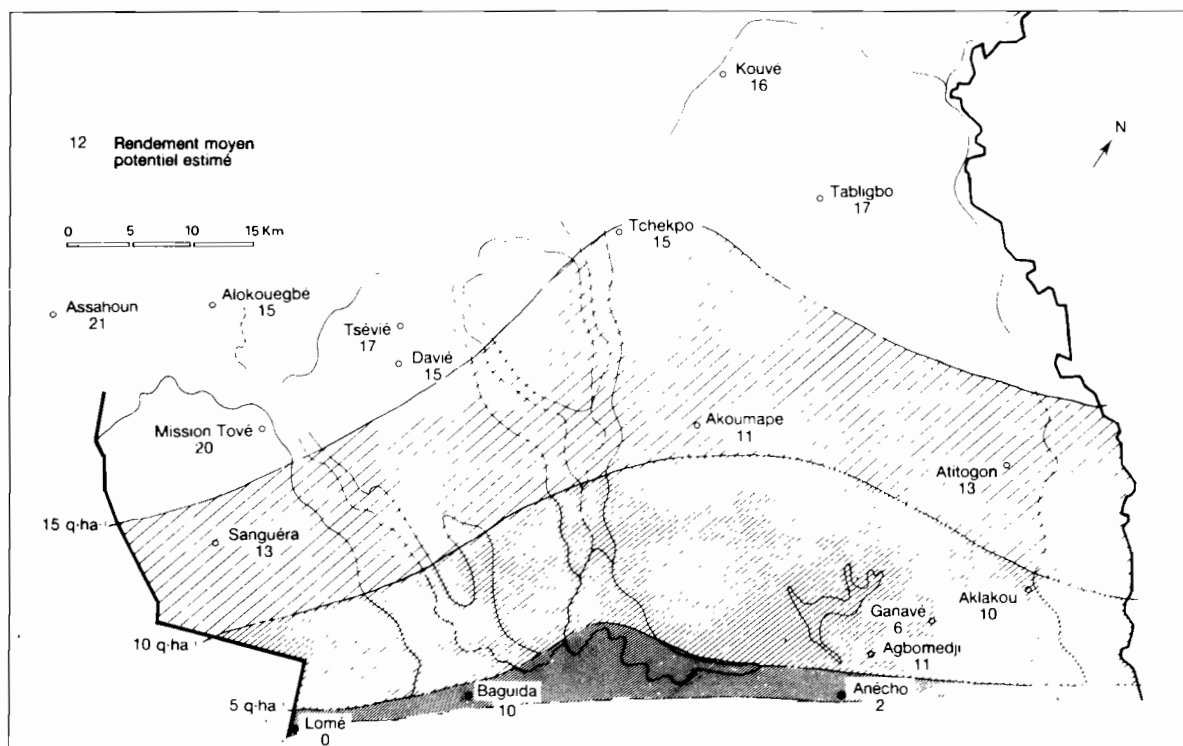 Kouvé
16
N
12 Rendement moyen
potentiel estimé
Tabligbo
17
Tchekpo
15
0 5 10 15 Km
Assahoun
21
Alokouegbé
15
Tsévié
17
Davié
15
Mission Tové
20
Akoumape
11
Atitogon
13
15 q·ha
Sanguéra
13
Aklakou
10
Ganavé
6
10 q·ha
Agbomedji
11
5 q·ha
Baguida
10
Anécho
2
Lomé
0